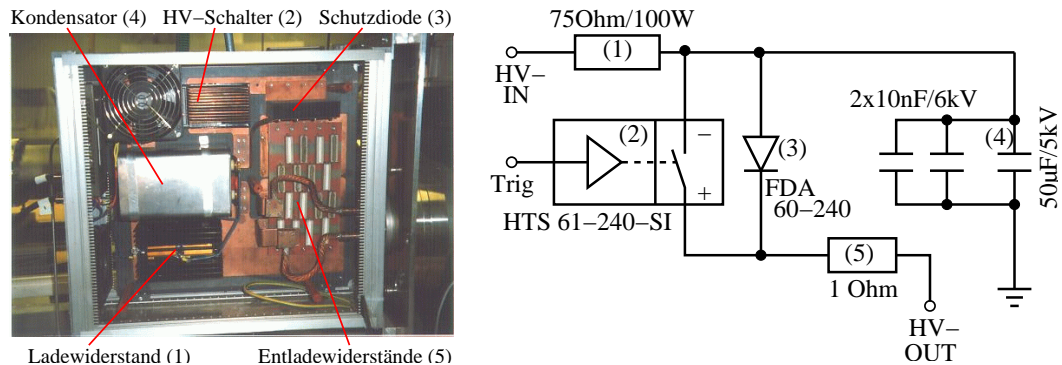 Kondensator (4) HV−Schalter (2) Schutzdiode (3)
Ladewiderstand (1) Entladewiderstände (5)
75Ohm/100W
(1)
HV−
IN
2x10nF/6kV
(2)
−
(3)
(4)
50µF/5kV
Trig
+
FDA
60−240
HTS 61−240−SI
(5)
1 Ohm
HV−
OUT